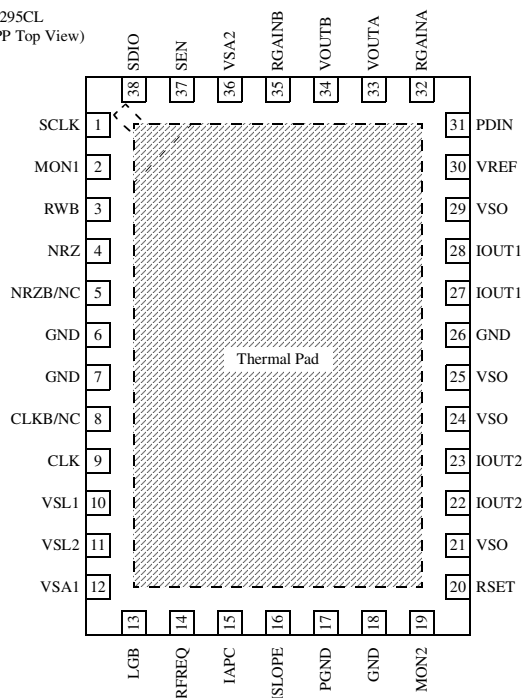 295CL
PP Top View)
SDIO
SEN
VSA2
RGAINB
VOUTB
VOUTA
RGAINA
38
37
36
35
34
33
32
SCLK 1
MON1 2
RWB 3
NRZ 4
NRZB/NC 5
GND 6
GND 7
CLKB/NC 8
CLK 9
VSL1 10
VSL2 11
VSA1 12
Thermal Pad
31 PDIN
30 VREF
29 VSO
28 IOUT1
27 IOUT1
26 GND
25 VSO
24 VSO
23 IOUT2
22 IOUT2
21 VSO
20 RSET
13
14
15
16
17
18
19
LGB
RFREQ
IAPC
ISLOPE
PGND
GND
MON2